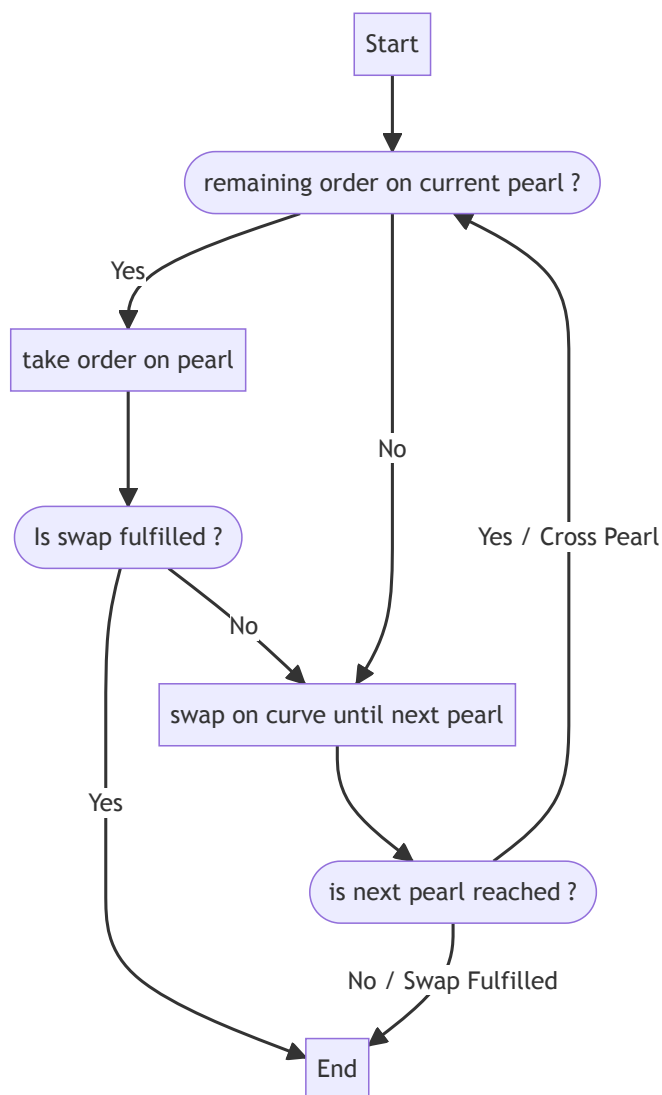 Start
remaining order on current pearl ?
Yes
take order on pearl
No
Is swap fulfilled ?
Yes / Cross Pearl
No
swap on curve until next pearl
Yes
is next pearl reached ?
No / Swap Fulfilled
End